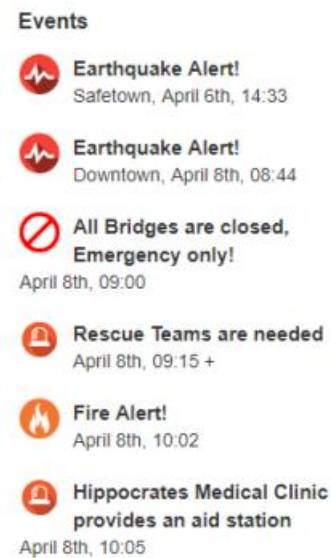 Events
Earthquake Alert!
Safetown, April 6th, 14:33
Earthquake Alert!
Downtown, April 8th, 08:44
All Bridges are closed,
Emergency only!
April 8th, 09:00
Rescue Teams are needed
April 8th, 09:15 +
Fire Alert!
April 8th, 10:02
Hippocrates Medical Clinic
provides an aid station
April 8th, 10:05